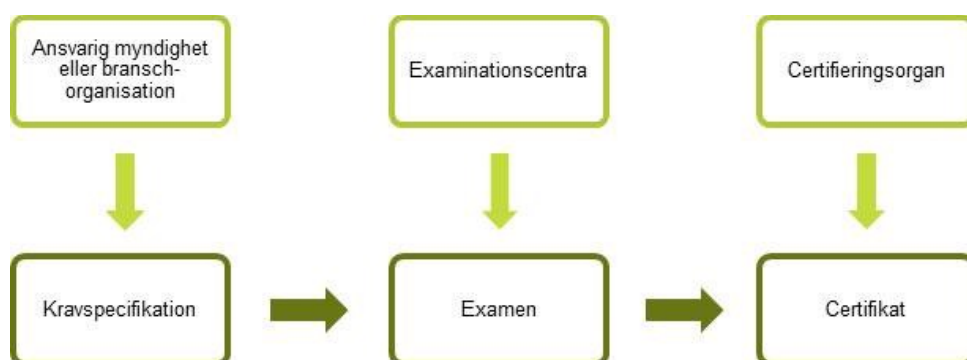 Ansvarig myndighet
eller bransch-
organisation
Examinationscentra
Certifieringsorgan
Kravspecifikation
Examen
Certifikat